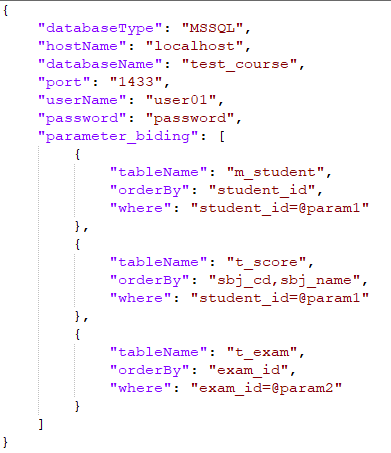 {
    "databaseType": "MSSQL",
    "hostName": "localhost",
    "databaseName": "test_course",
    "port": "1433",
    "userName": "user01",
    "password": "password",
    "parameter_biding": [
        {
            "tableName": "m_student",
            "orderBy": "student_id",
            "where": "student_id=@param1"
        },
        {
            "tableName": "t_score",
            "orderBy": "sbj_cd,sbj_name",
            "where": "student_id=@param1"
        },
        {
            "tableName": "t_exam",
            "orderBy": "exam_id",
            "where": "exam_id=@param2"
        }
    ]
}